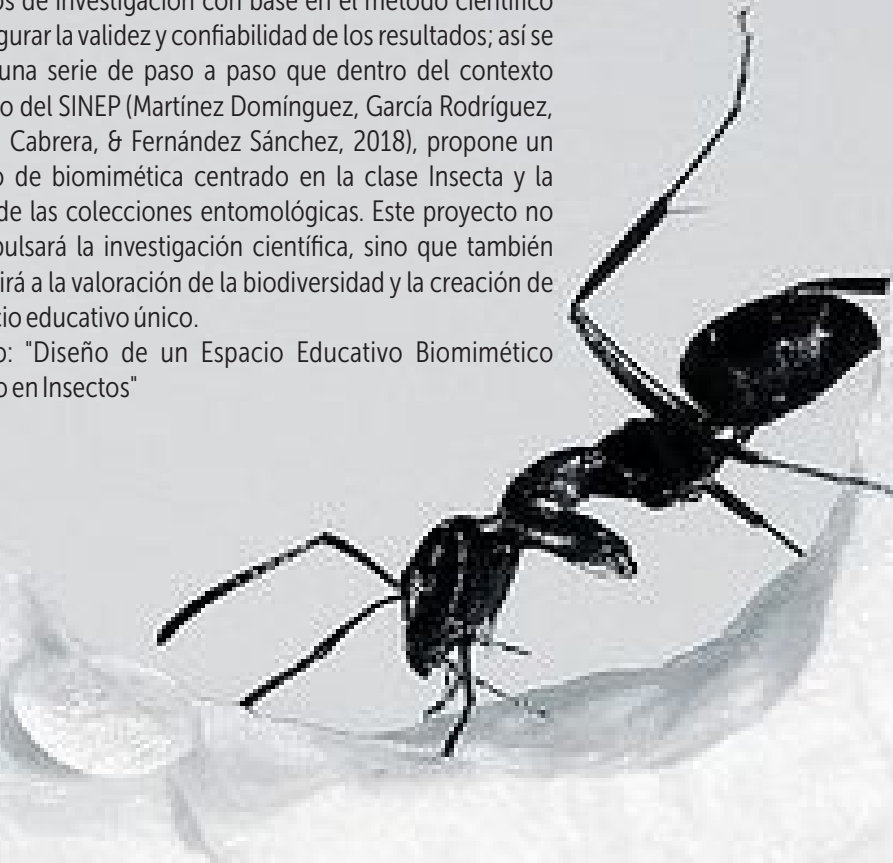 os de investigación con base en el método científico
gurar la validez y confiabilidad de los resultados; así se
una serie de paso a paso que dentro del contexto
o del SINEP (Martínez Domínguez, García Rodríguez,
Cabrera, & Fernández Sánchez, 2018), propone un
o de biomimética centrado en la clase Insecta y la
de las colecciones entomológicas. Este proyecto no
pulsará la investigación científica, sino que también
irá a la valoración de la biodiversidad y la creación de
cio educativo único.
o: "Diseño de un Espacio Educativo Biomimético
o en Insectos"